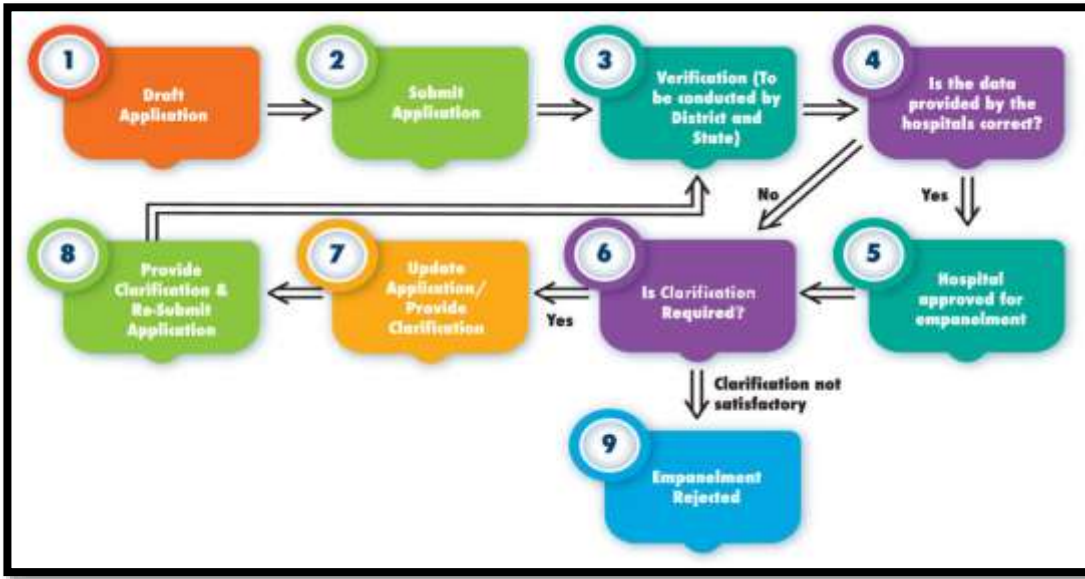 1
Draft
Application
2
Submit
Application
3
Verification (To
be conducted by
District and
State)
4
Is the data
provided by the
hospitals correct?
No
Yes
8
Provide
Clarification &
Re-Submit
Application
7
Update
Application/
Provide
Clarification
Yes
6
Is Clarification
Required?
5
Hospital
approved for
empanelment
Clarification not
satisfactory
9
Empanelment
Rejected